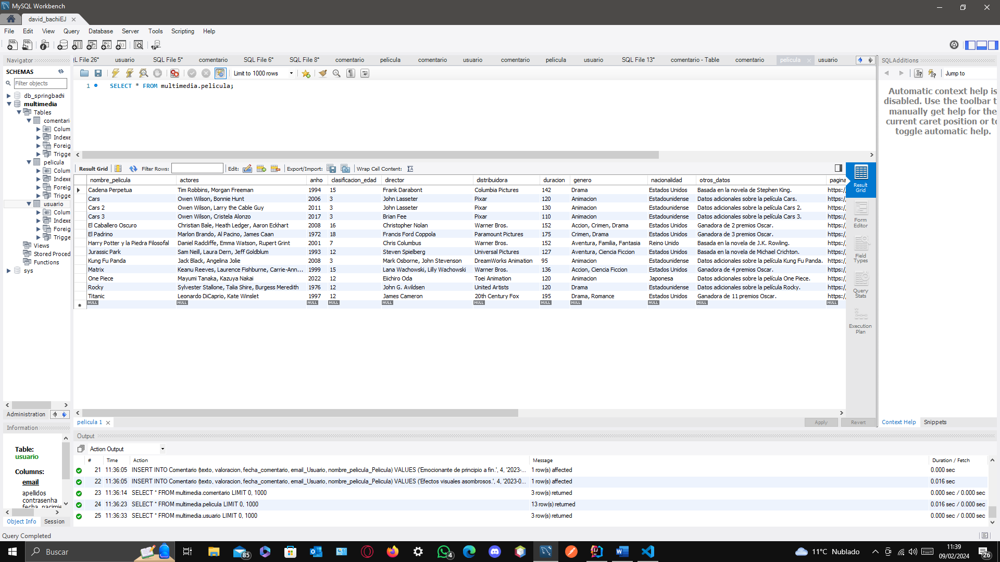 MySQL Workbench
david_bachiEJ
File Edit View Query Database Server Tools Scripting Help
Navigator
SCHEMAS
Filter objects
db_springbachi
multimedia
Tables
comentari
Colum
Indexe
Foreig
Trigge
pelicula
Colum
Indexe
Foreig
Trigge
usuario
Colum
Indexe
Foreig
Trigge
Views
Stored Proced
Functions
sys
Administration
Information
Table:
usuario
Columns:
email
apellidos
contrasenha
fecha_nacimie
Object Info Session
QL File 26* usuario SQL File 5* comentario SQL File 6* SQL File 8* comentario pelicula comentario usuario comentario pelicula usuario SQL File 13* comentario - Table comentario pelicula usuario
Limit to 1000 rows
1 SELECT * FROM multimedia.pelicula;
Result Grid Filter Rows: Edit: Export/Import: Wrap Cell Content:
nombre_pelicula actores anho clasificacion_edad director distribuidora duracion genero nacionalidad otros_datos pagina
Cadena Perpetua Tim Robbins, Morgan Freeman 1994 15 Frank Darabont Columbia Pictures 142 Drama Estados Unidos Basada en la novela de Stephen King. https:/
Cars Owen Wilson, Bonnie Hunt 2006 3 John Lasseter Pixar 120 Animacion Estadounidense Datos adicionales sobre la película Cars. https:/
Cars 2 Owen Wilson, Larry the Cable Guy 2011 3 John Lasseter Pixar 130 Animacion Estadounidense Datos adicionales sobre la película Cars 2. https:/
Cars 3 Owen Wilson, Cristela Alonzo 2017 3 Brian Fee Pixar 110 Animacion Estadounidense Datos adicionales sobre la película Cars 3. https:/
El Caballero Oscuro Christian Bale, Heath Ledger, Aaron Eckhart 2008 16 Christopher Nolan Warner Bros. 152 Accion, Crimen, Drama Estados Unidos Ganadora de 2 premios Oscar. https:/
El Padrino Marlon Brando, Al Pacino, James Caan 1972 18 Francis Ford Coppola Paramount Pictures 175 Crimen, Drama Estados Unidos Ganadora de 3 premios Oscar. https:/
Harry Potter y la Piedra Filosofal Daniel Radcliffe, Emma Watson, Rupert Grint 2001 7 Chris Columbus Warner Bros. 152 Aventura, Familia, Fantasia Reino Unido Basada en la novela de J.K. Rowling. https:/
Jurassic Park Sam Neill, Laura Dern, Jeff Goldblum 1993 12 Steven Spielberg Universal Pictures 127 Aventura, Ciencia Ficcion Estados Unidos Basada en la novela de Michael Crichton. https:/
Kung Fu Panda Jack Black, Angelina Jolie 2008 3 Mark Osborne, John Stevenson DreamWorks Animation 95 Animacion Estadounidense Datos adicionales sobre la película Kung Fu Panda. https:/
Matrix Keanu Reeves, Laurence Fishburne, Carrie-Ann... 1999 15 Lana Wachowski, Lilly Wachowski Warner Bros. 136 Accion, Ciencia Ficcion Estados Unidos Ganadora de 4 premios Oscar. https:/
One Piece Mayumi Tanaka, Kazuya Nakai 2022 12 Eiichiro Oda Toei Animation 120 Animacion Japonesa Datos adicionales sobre la película One Piece. https:/
Rocky Sylvester Stallone, Talia Shire, Burgess Meredith 1976 12 John G. Avildsen United Artists 120 Drama Estadounidense Datos adicionales sobre la película Rocky. https:/
Titanic Leonardo DiCaprio, Kate Winslet 1997 12 James Cameron 20th Century Fox 195 Drama, Romance Estados Unidos Ganadora de 11 premios Oscar. https:/
NULL NULL NULL NULL NULL NULL NULL NULL NULL NULL NULL
Result Grid
Form Editor
Field Types
Query Stats
Execution Plan
pelicula 1 Apply Revert
SQLAdditions
Jump to
Automatic context help is
disabled. Use the toolbar t
manually get help for the
current caret position or to
toggle automatic help.
Context Help Snippets
Output
Action Output
# Time Action Message Duration / Fetch
21 11:36:05 INSERT INTO Comentario (texto, valoracion, fecha_comentario, email_Usuario, nombre_pelicula_Pelicula) VALUES ('Emocionante de principio a fin.', 4, '2023-... 1 row(s) affected 0.000 sec
22 11:36:05 INSERT INTO Comentario (texto, valoracion, fecha_comentario, email_Usuario, nombre_pelicula_Pelicula) VALUES ('Efectos visuales asombrosos.', 4, '2023-0... 1 row(s) affected 0.016 sec
23 11:36:14 SELECT * FROM multimedia.comentario LIMIT 0, 1000 3 row(s) returned 0.000 sec / 0.000 sec
24 11:36:23 SELECT * FROM multimedia.pelicula LIMIT 0, 1000 13 row(s) returned 0.016 sec / 0.000 sec
25 11:36:33 SELECT * FROM multimedia.usuario LIMIT 0, 1000 3 row(s) returned 0.000 sec / 0.000 sec
Query Completed
Buscar 85 4 11°C Nublado 11:39
09/02/2024 26